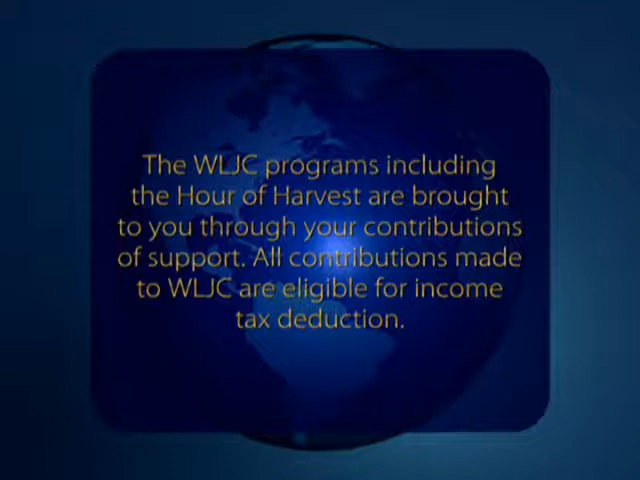 The WLJC programs including
the Hour of Harvest are brought
to you through your contributions
of support. All contributions made
to WLJC are eligible for income
tax deduction.